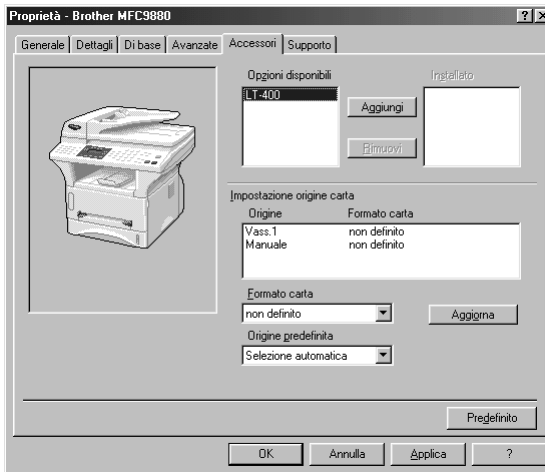 Proprietà - Brother MFC9880
Generale Dettagli Di base Avanzate Accessori Supporto
Opzioni disponibili Installato
LT-400
Aggiungi
Rimuovi
Impostazione origine carta
Origine Formato carta
Vass.1 non definito
Manuale non definito
Formato carta
non definito Aggiorna
Origine predefinita
Selezione automatica
Predefinito
OK Annulla Applica ?